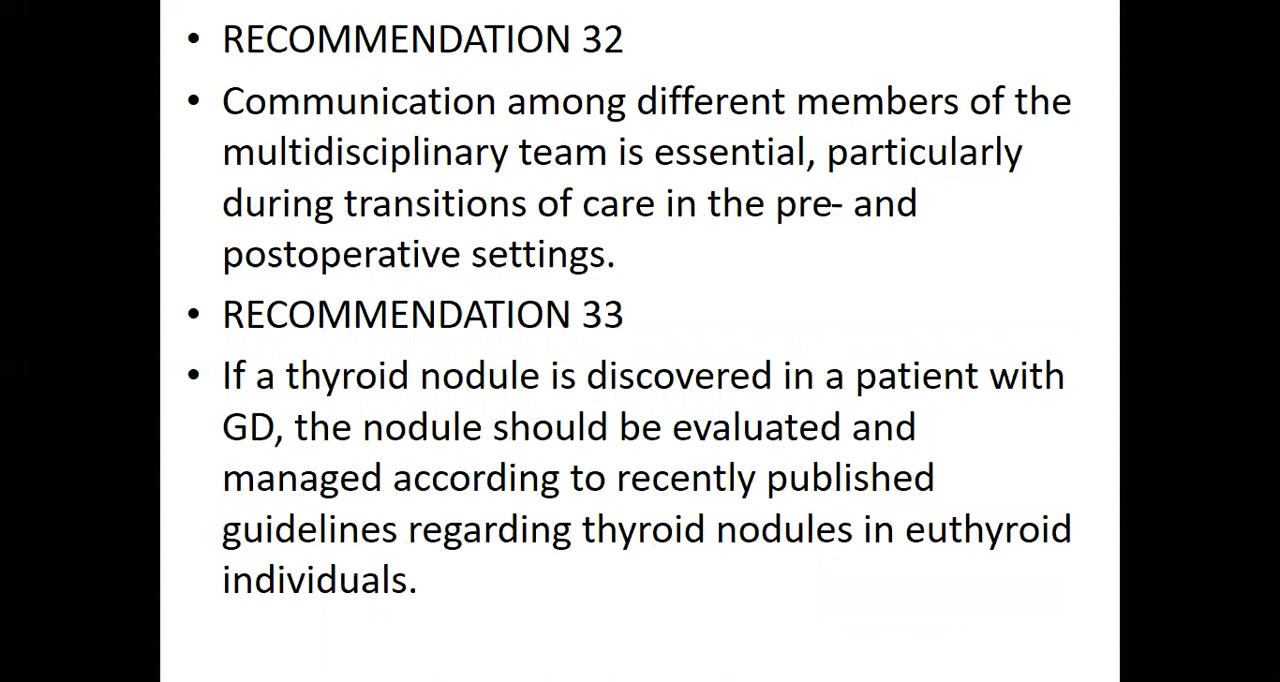 • RECOMMENDATION 32
• Communication among different members of the
multidisciplinary team is essential, particularly
during transitions of care in the pre- and
postoperative settings.
• RECOMMENDATION 33
• If a thyroid nodule is discovered in a patient with
GD, the nodule should be evaluated and
managed according to recently published
guidelines regarding thyroid nodules in euthyroid
individuals.